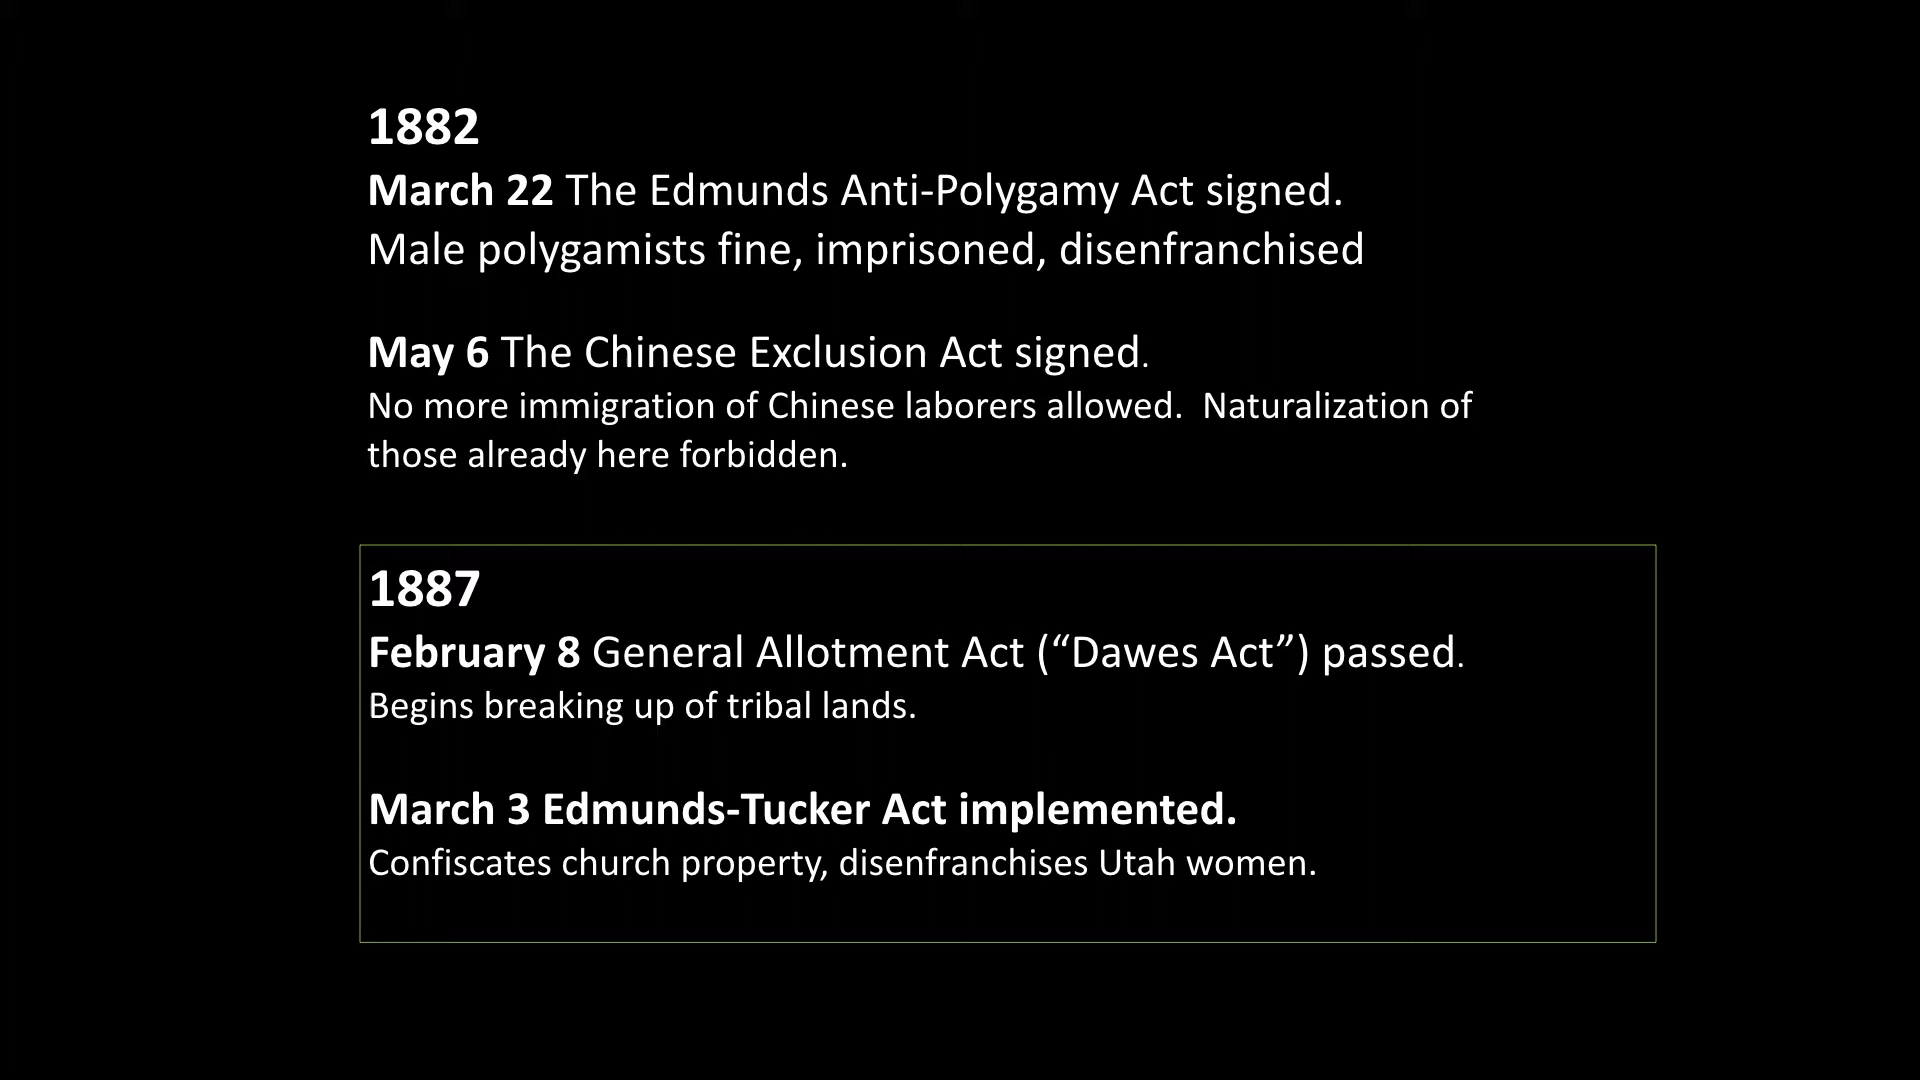 1882
March 22 The Edmunds Anti-Polygamy Act signed.
Male polygamists fine, imprisoned, disenfranchised
May 6 The Chinese Exclusion Act signed.
No more immigration of Chinese laborers allowed.  Naturalization of
those already here forbidden.
1887
February 8 General Allotment Act (“Dawes Act”) passed.
Begins breaking up of tribal lands.
March 3 Edmunds-Tucker Act implemented.
Confiscates church property, disenfranchises Utah women.